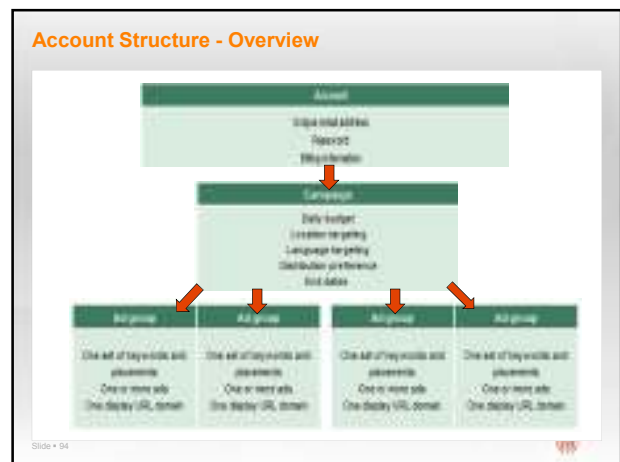 Account Structure - Overview
Account
Unique email address
Password
Billing information
Campaign
Daily budget
Location targeting
Language targeting
Distribution preference
End dates
Ad group
Ad group
Ad group
Ad group
One set of keywords and
placements
One or more ads
One display URL domain
One set of keywords and
placements
One or more ads
One display URL domain
One set of keywords and
placements
One or more ads
One display URL domain
One set of keywords and
placements
One or more ads
One display URL domain
Slide • 94